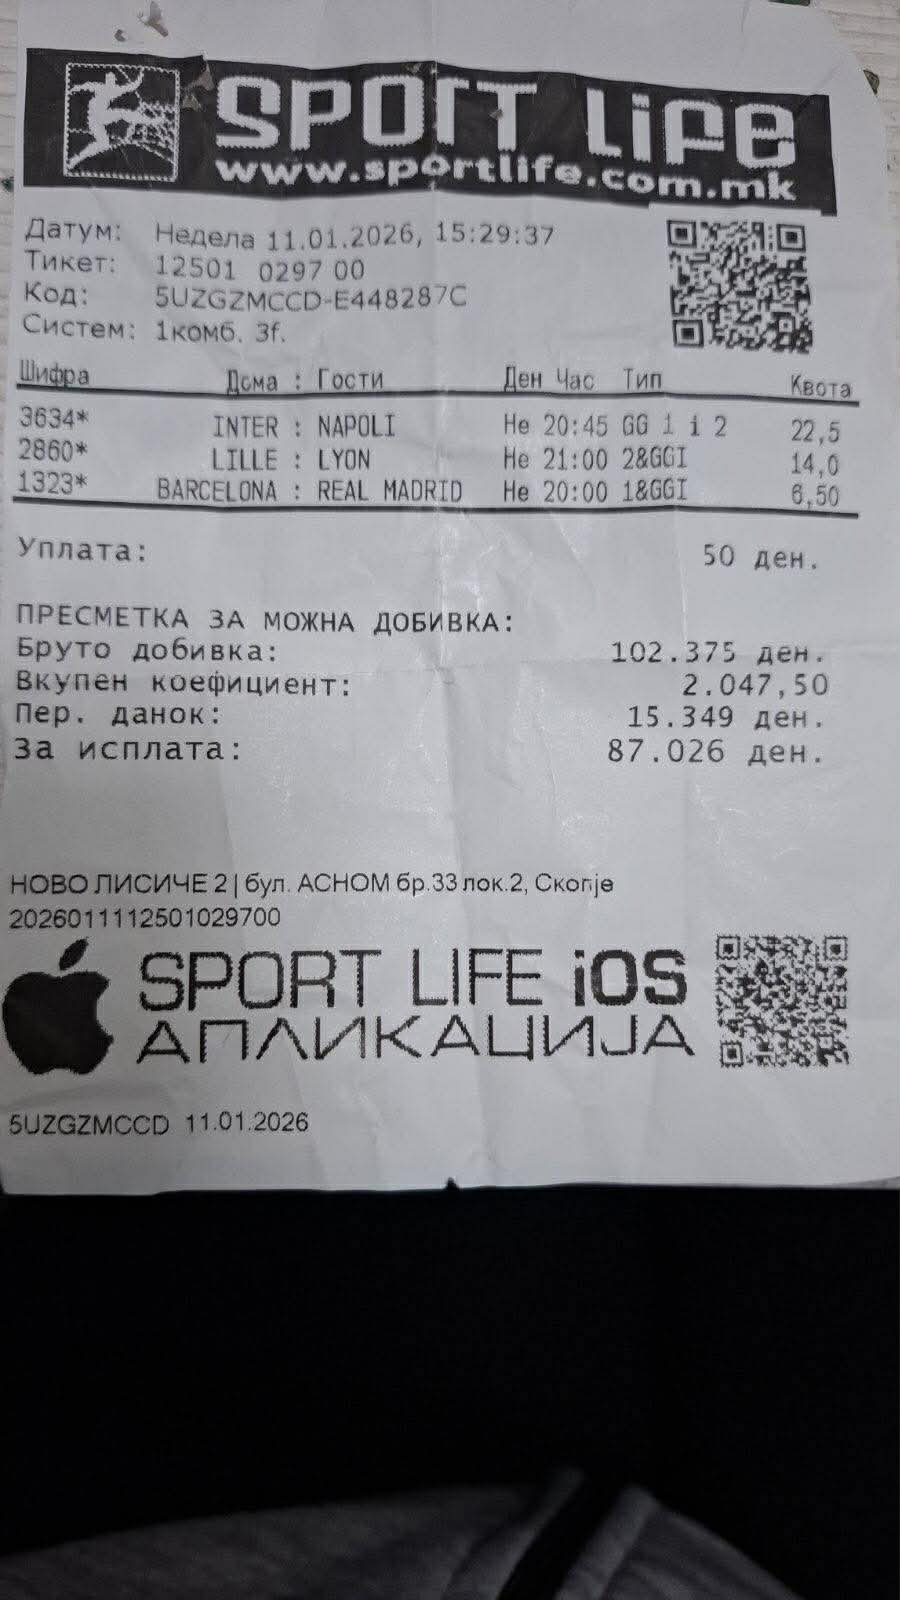 SPORT LiFe
www.sportlife.com.mk
Датум: Недела 11.01.2026, 15:29:37
Тикет: 12501 0297 00
Код: 5UZGZMCCD-E448287C
Систем: 1комб. 3f.
Шифра Дома : Гости Ден Час Тип Квота
3634* INTER : NAPOLI Не 20:45 GG 1 i 2 22,5
2860* LILLE : LYON Не 21:00 2&GGI 14,0
1323* BARCELONA : REAL MADRID Не 20:00 1&GGI 6,50
Уплата: 50 ден.
ПРЕСМЕТКА ЗА МОЖНА ДОБИВКА:
Бруто добивка: 102.375 ден.
Вкупен коефициент: 2.047,50
Пер. данок: 15.349 ден.
За исплата: 87.026 ден.
НОВО ЛИСИЧЕ 2 | бул. АСНОМ бр.33 лок.2, Скопје
2026011112501029700
SPORT LIFE iOS
АПЛИКАЦИЈА
5UZGZMCCD 11.01.2026